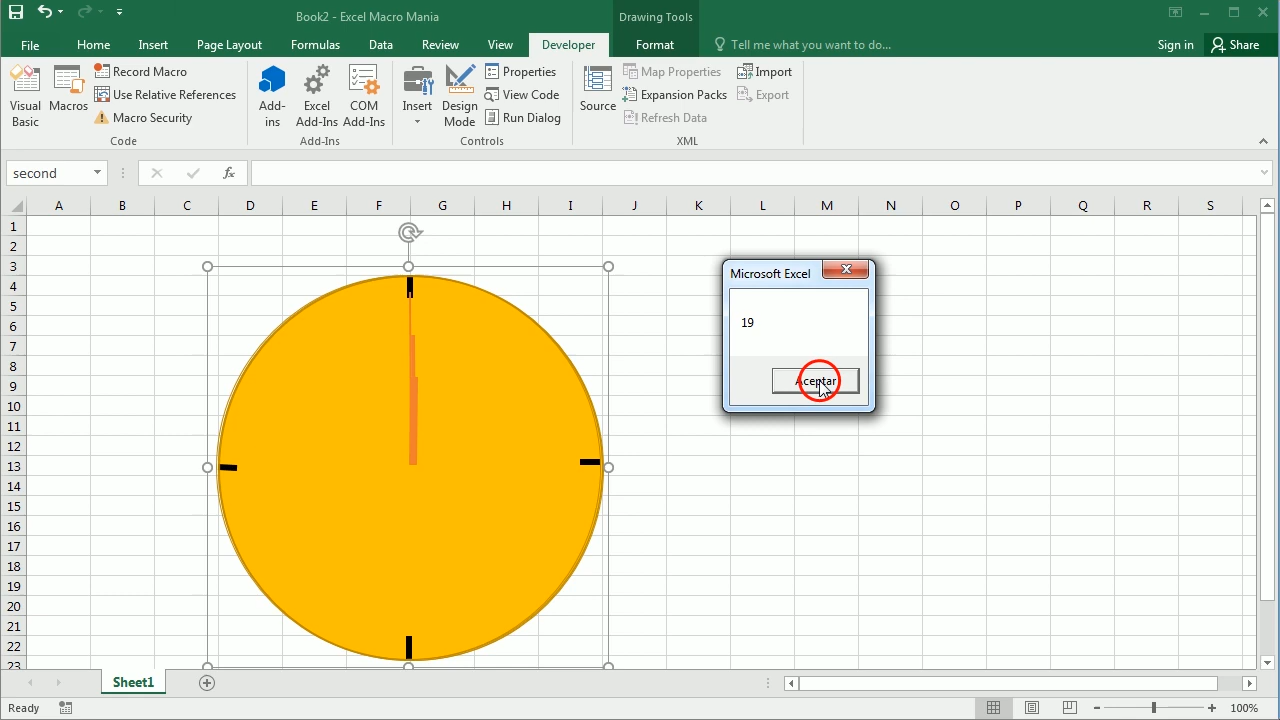 Book2 - Excel Macro Mania
Drawing Tools
File Home Insert Page Layout Formulas Data Review View Developer Format Tell me what you want to do... Sign in Share
Visual Basic
Macros
Record Macro
Use Relative References
Macro Security
Code
Add-ins
Excel Add-Ins
COM Add-Ins
Add-Ins
Insert
Design Mode
Properties
View Code
Run Dialog
Controls
Source
Map Properties
Expansion Packs
Refresh Data
Import
Export
XML
second
fx
A B C D E F G H I J K L M N O P Q R S
1
2
3
4
5
6
7
8
9
10
11
12
13
14
15
16
17
18
19
20
21
22
23
Microsoft Excel
19
Aceptar
Sheet1
Ready
100%